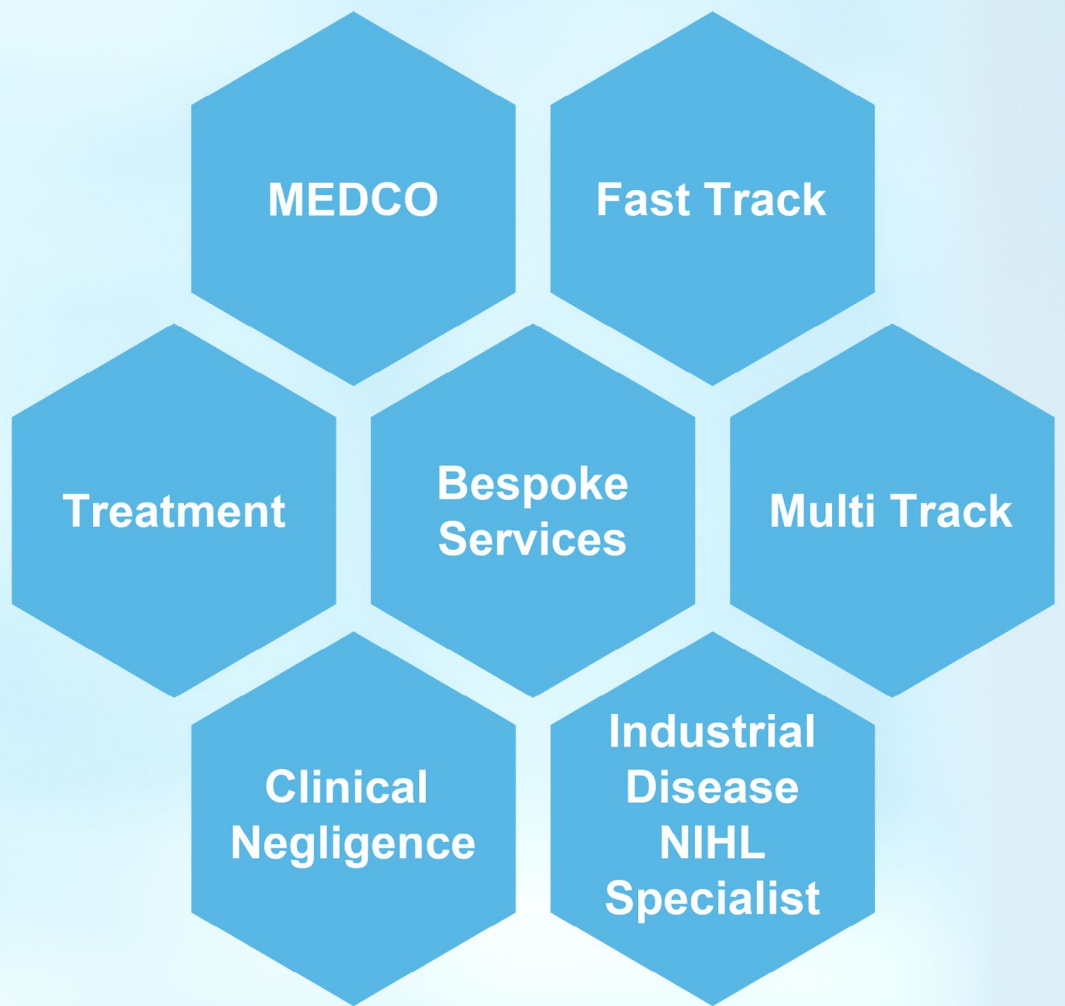 MEDCO
Fast Track
Treatment
Bespoke
Services
Multi Track
Clinical
Negligence
Industrial
Disease
NIHL
Specialist